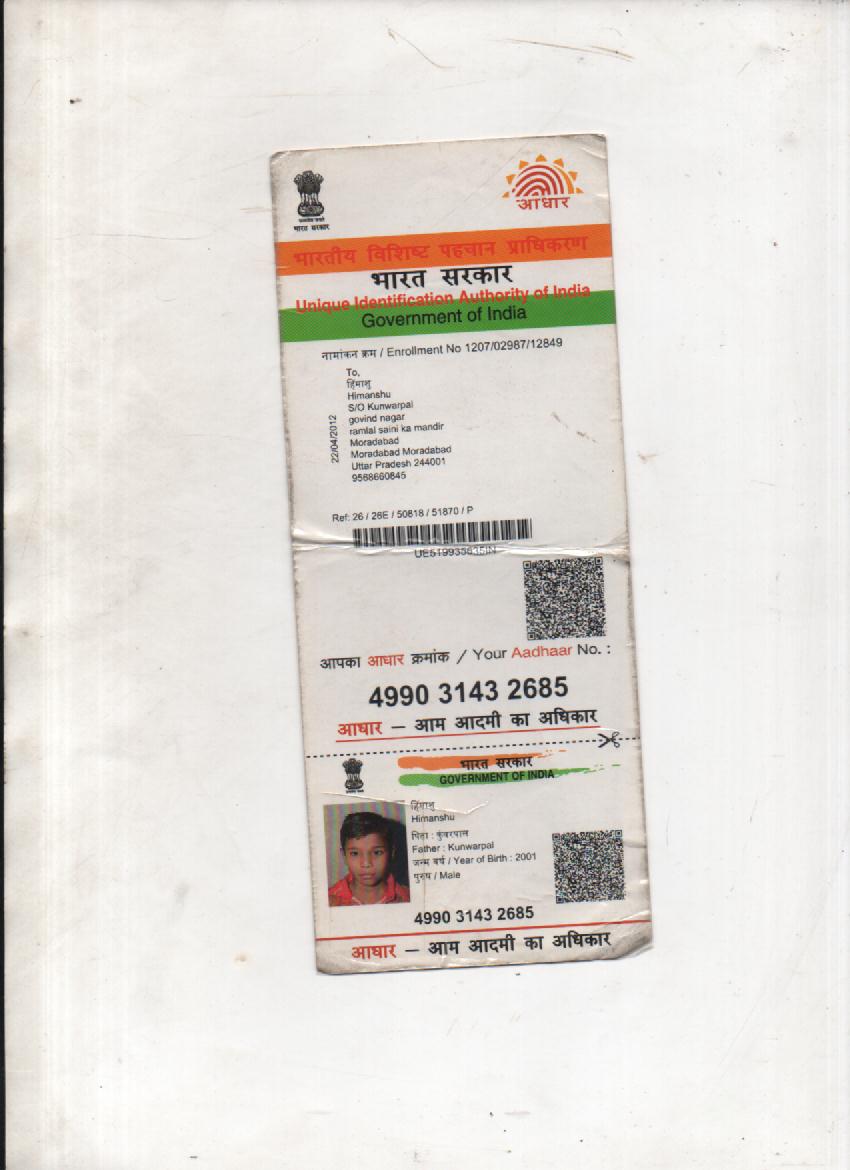 आधार
भारत सरकार
भारतीय विशिष्ट पहचान प्राधिकरण
भारत सरकार
Unique Identification Authority of India
Government of India
नामांकन क्रम / Enrollment No 1207/02987/12849
To,
हिमांशु
Himanshu
S/O Kunwarpal
govind nagar
ramlal saini ka mandir
Moradabad
Moradabad Moradabad
Uttar Pradesh 244001
9568660845
22/04/2012
Ref: 26 / 26E / 50818 / 51870 / P
आपका आधार क्रमांक / Your Aadhaar No. :
4990 3143 2685
आधार – आम आदमी का अधिकार
भारत सरकार
GOVERNMENT OF INDIA
हिमांशु
Himanshu
पिता : कुंवरपाल
Father : Kunwarpal
जन्म वर्ष / Year of Birth : 2001
पुरुष / Male
4990 3143 2685
आधार – आम आदमी का अधिकार